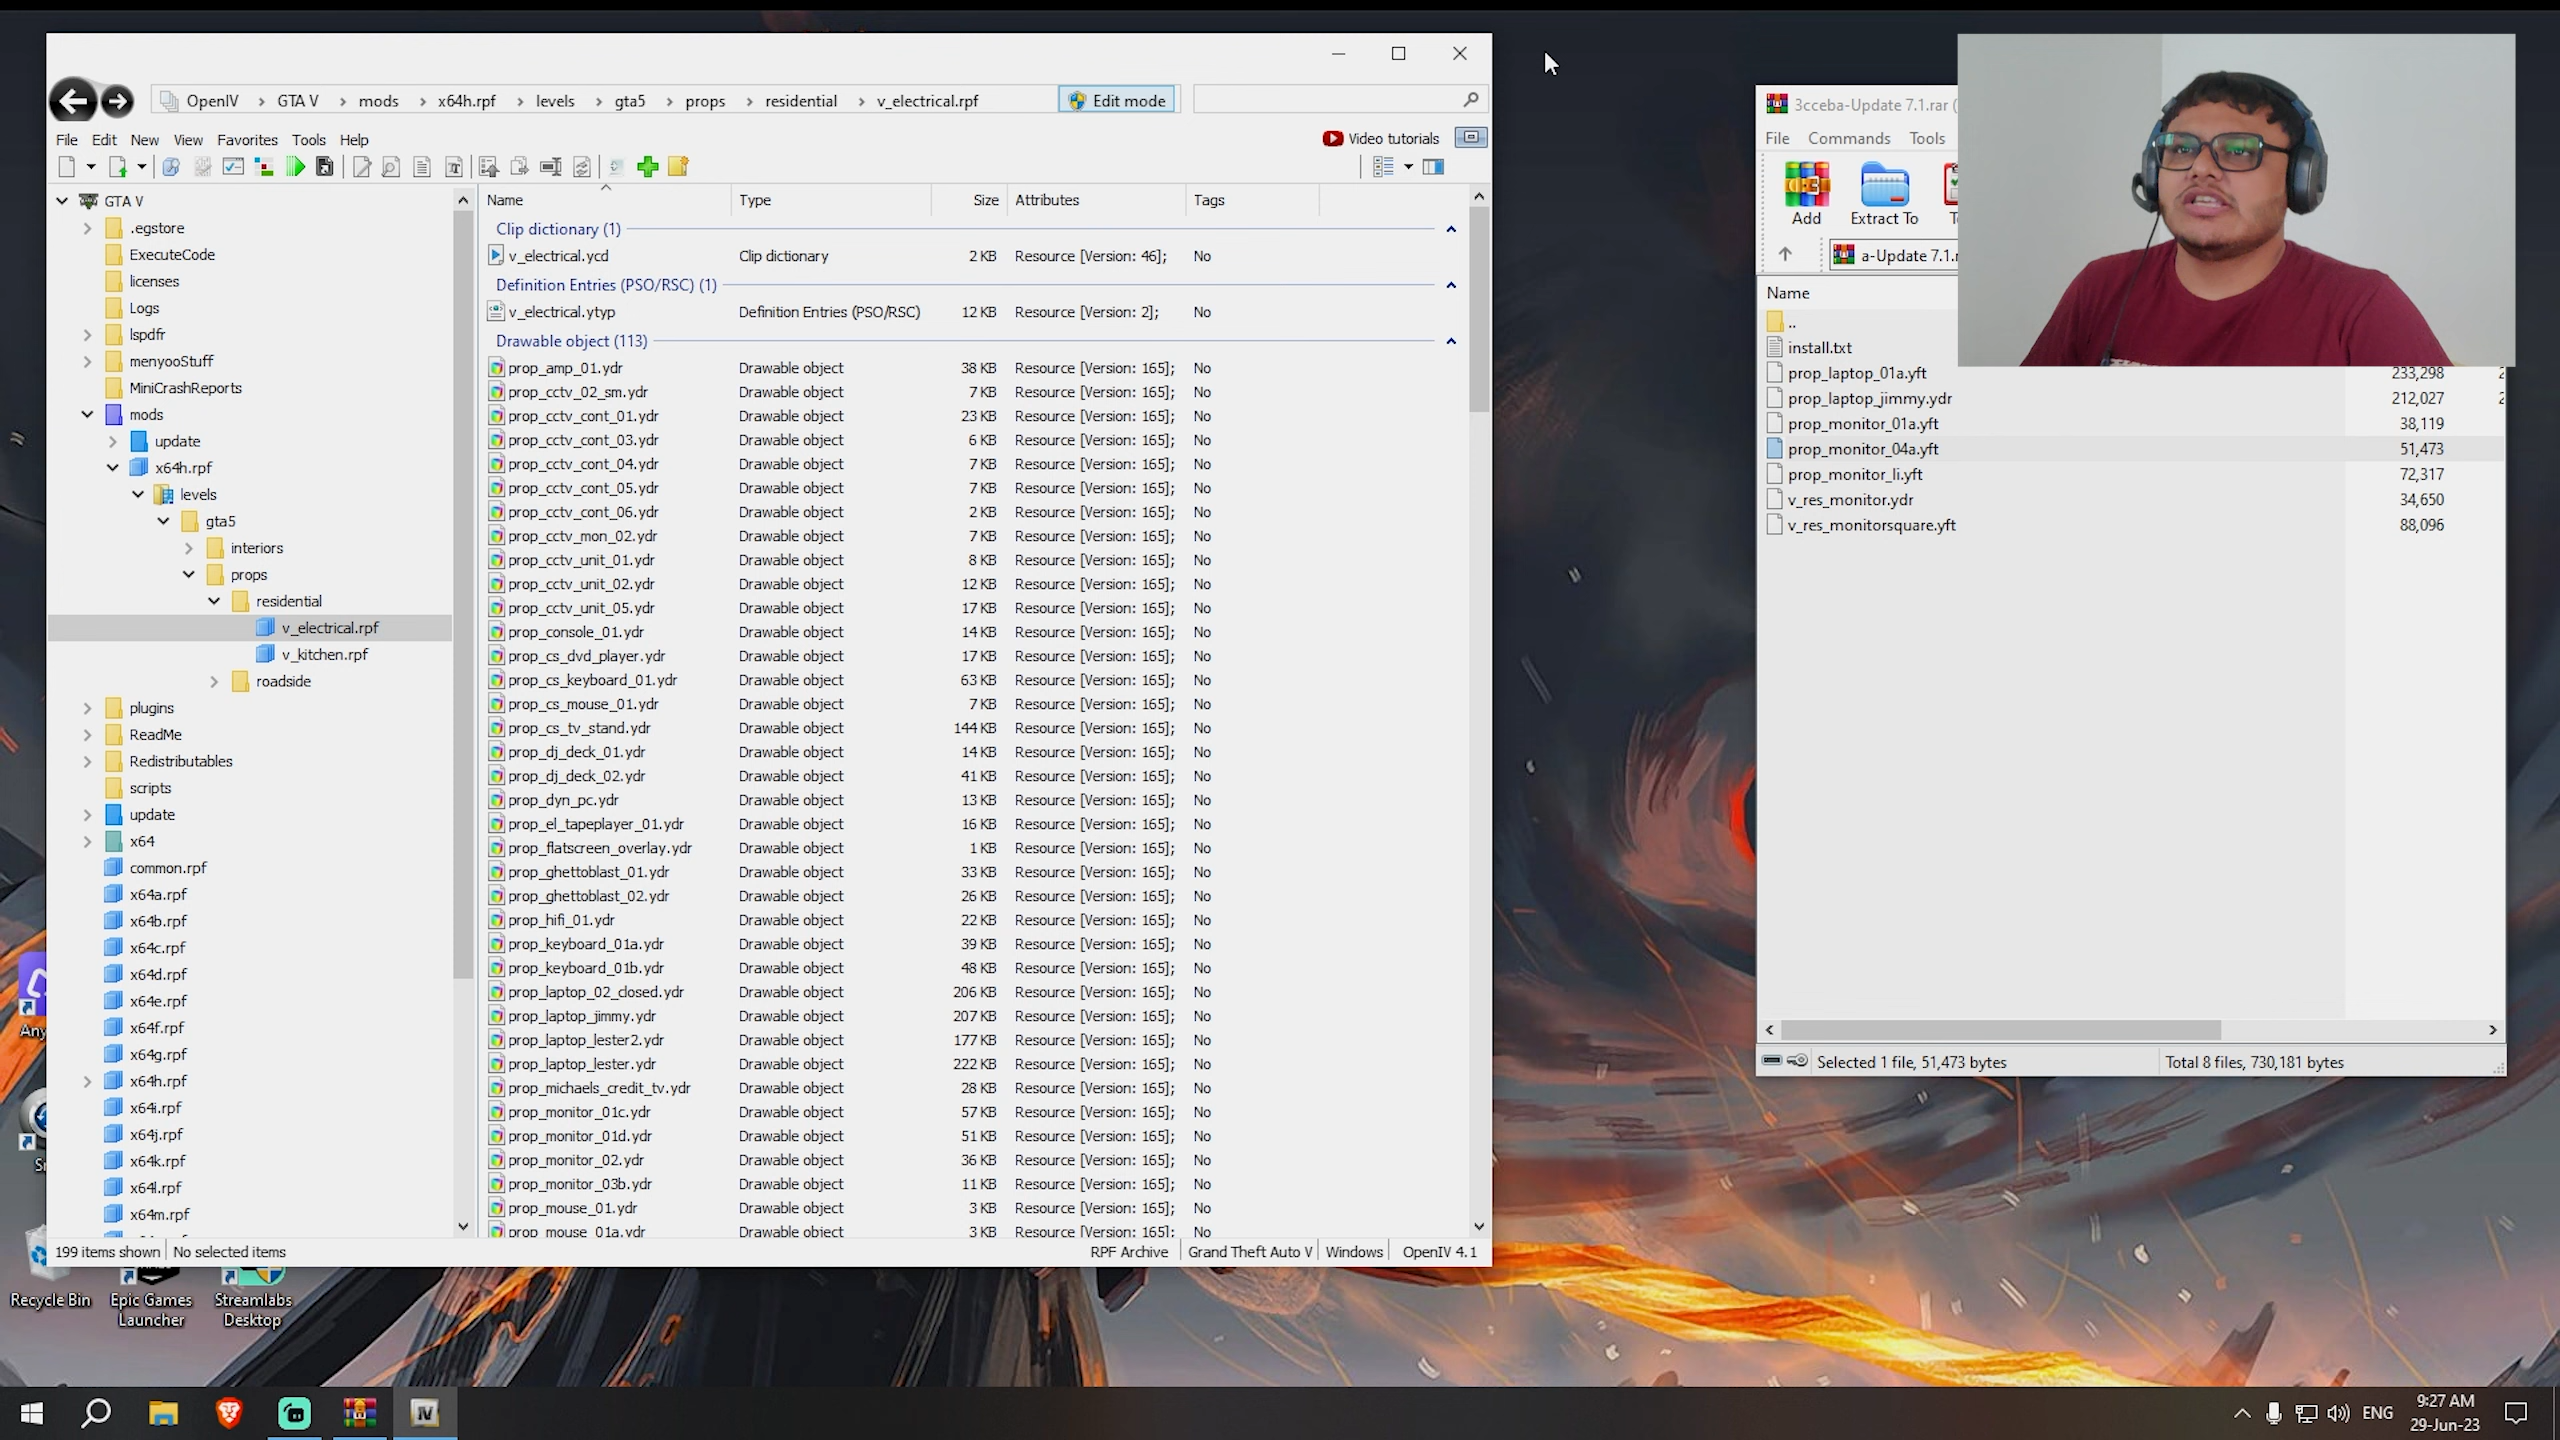 OpenIV > GTA V > mods > x64h.rpf > levels > gta5 > props > residential > v_electrical.rpf
Edit mode
File Edit New View Favorites Tools Help
Video tutorials
GTA V
.egstore
ExecuteCode
licenses
Logs
lspdfr
menyooStuff
MiniCrashReports
mods
update
x64h.rpf
levels
gta5
interiors
props
residential
v_electrical.rpf
v_kitchen.rpf
roadside
plugins
ReadMe
Redistributables
scripts
update
x64
common.rpf
x64a.rpf
x64b.rpf
x64c.rpf
x64d.rpf
x64e.rpf
x64f.rpf
x64g.rpf
x64h.rpf
x64i.rpf
x64j.rpf
x64k.rpf
x64l.rpf
x64m.rpf
Name Type Size Attributes Tags
Clip dictionary (1)
v_electrical.ycd Clip dictionary 2 KB Resource [Version: 46]; No
Definition Entries (PSO/RSC) (1)
v_electrical.ytyp Definition Entries (PSO/RSC) 12 KB Resource [Version: 2]; No
Drawable object (113)
prop_amp_01.ydr Drawable object 38 KB Resource [Version: 165]; No
prop_cctv_02_sm.ydr Drawable object 7 KB Resource [Version: 165]; No
prop_cctv_cont_01.ydr Drawable object 23 KB Resource [Version: 165]; No
prop_cctv_cont_03.ydr Drawable object 6 KB Resource [Version: 165]; No
prop_cctv_cont_04.ydr Drawable object 7 KB Resource [Version: 165]; No
prop_cctv_cont_05.ydr Drawable object 7 KB Resource [Version: 165]; No
prop_cctv_cont_06.ydr Drawable object 2 KB Resource [Version: 165]; No
prop_cctv_mon_02.ydr Drawable object 7 KB Resource [Version: 165]; No
prop_cctv_unit_01.ydr Drawable object 8 KB Resource [Version: 165]; No
prop_cctv_unit_02.ydr Drawable object 12 KB Resource [Version: 165]; No
prop_cctv_unit_05.ydr Drawable object 17 KB Resource [Version: 165]; No
prop_console_01.ydr Drawable object 14 KB Resource [Version: 165]; No
prop_cs_dvd_player.ydr Drawable object 17 KB Resource [Version: 165]; No
prop_cs_keyboard_01.ydr Drawable object 63 KB Resource [Version: 165]; No
prop_cs_mouse_01.ydr Drawable object 7 KB Resource [Version: 165]; No
prop_cs_tv_stand.ydr Drawable object 144 KB Resource [Version: 165]; No
prop_dj_deck_01.ydr Drawable object 14 KB Resource [Version: 165]; No
prop_dj_deck_02.ydr Drawable object 41 KB Resource [Version: 165]; No
prop_dyn_pc.ydr Drawable object 13 KB Resource [Version: 165]; No
prop_el_tapeplayer_01.ydr Drawable object 16 KB Resource [Version: 165]; No
prop_flatscreen_overlay.ydr Drawable object 1 KB Resource [Version: 165]; No
prop_ghettoblast_01.ydr Drawable object 33 KB Resource [Version: 165]; No
prop_ghettoblast_02.ydr Drawable object 26 KB Resource [Version: 165]; No
prop_hifi_01.ydr Drawable object 22 KB Resource [Version: 165]; No
prop_keyboard_01a.ydr Drawable object 39 KB Resource [Version: 165]; No
prop_keyboard_01b.ydr Drawable object 48 KB Resource [Version: 165]; No
prop_laptop_02_closed.ydr Drawable object 206 KB Resource [Version: 165]; No
prop_laptop_jimmy.ydr Drawable object 207 KB Resource [Version: 165]; No
prop_laptop_lester2.ydr Drawable object 177 KB Resource [Version: 165]; No
prop_laptop_lester.ydr Drawable object 222 KB Resource [Version: 165]; No
prop_michaels_credit_tv.ydr Drawable object 28 KB Resource [Version: 165]; No
prop_monitor_01c.ydr Drawable object 57 KB Resource [Version: 165]; No
prop_monitor_01d.ydr Drawable object 51 KB Resource [Version: 165]; No
prop_monitor_02.ydr Drawable object 36 KB Resource [Version: 165]; No
prop_monitor_03b.ydr Drawable object 11 KB Resource [Version: 165]; No
prop_mouse_01.ydr Drawable object 3 KB Resource [Version: 165]; No
prop_mouse_01a.ydr Drawable object 3 KB Resource [Version: 165]; No
199 items shown No selected items RPF Archive Grand Theft Auto V Windows OpenIV 4.1
3cceba-Update 7.1.rar (
File Commands Tools
Add Extract To
a-Update 7.1.r
Name
..
install.txt
prop_laptop_01a.yft 233,298
prop_laptop_jimmy.ydr 212,027
prop_monitor_01a.yft 38,119
prop_monitor_04a.yft 51,473
prop_monitor_li.yft 72,317
v_res_monitor.ydr 34,650
v_res_monitorsquare.yft 88,096
Selected 1 file, 51,473 bytes Total 8 files, 730,181 bytes
Any
Recycle Bin
Epic Games Launcher
Streamlabs Desktop
IV
ENG
9:27 AM
29-Jun-23